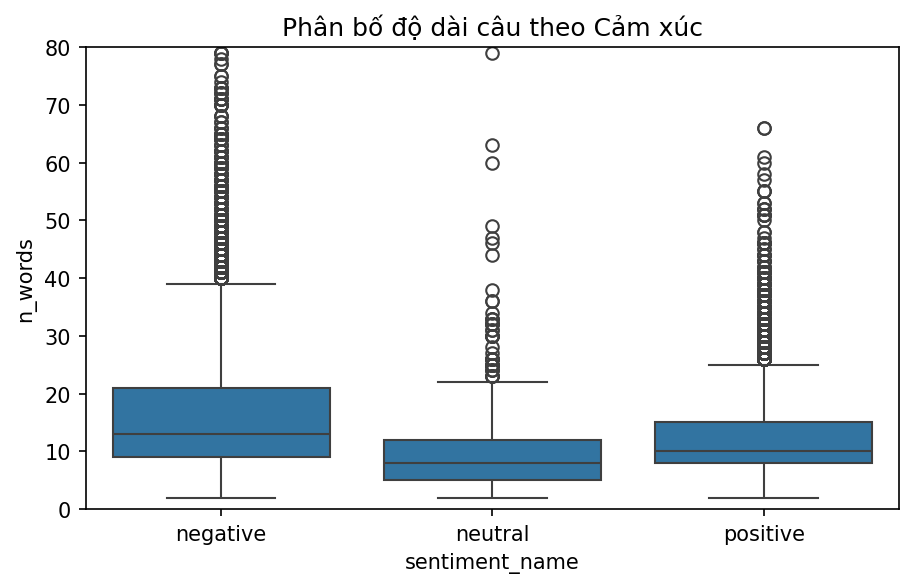 Phân bố độ dài câu theo Cảm xúc
80
70
60
50
40
30
20
10
0
n_words
negative
neutral
positive
sentiment_name